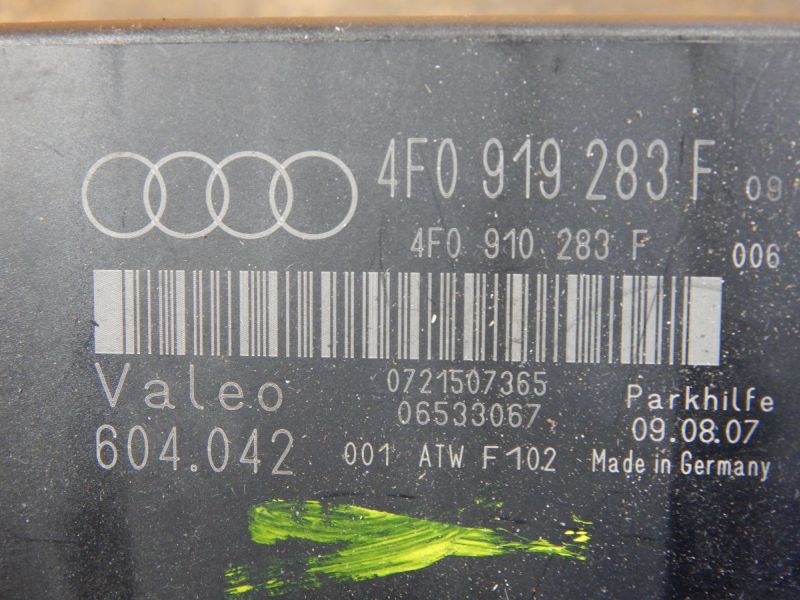 4F0 919 283 F 09
4F0 910 283 F 006
0721507365
Valeo 06533067 Parkhilfe
09.08.07
604.042 001 ATW F102 Made in Germany